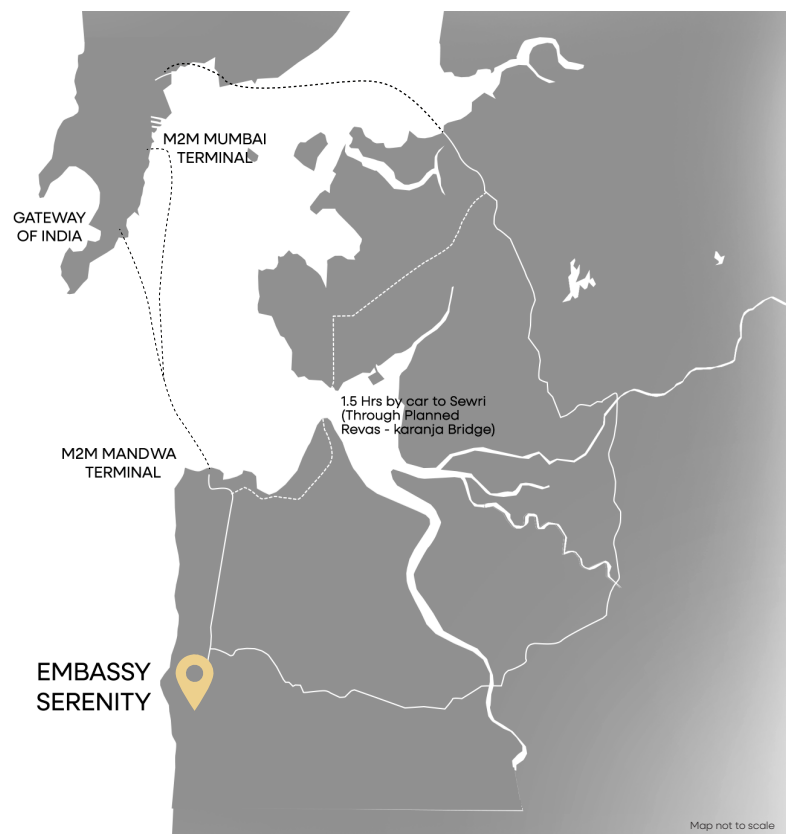 M2M MUMBAI
TERMINAL
GATEWAY
OF INDIA
1.5 Hrs by car to Sewri
(Through Planned
Revas - karanja Bridge)
M2M MANDWA
TERMINAL
EMBASSY
SERENITY
Map not to scale